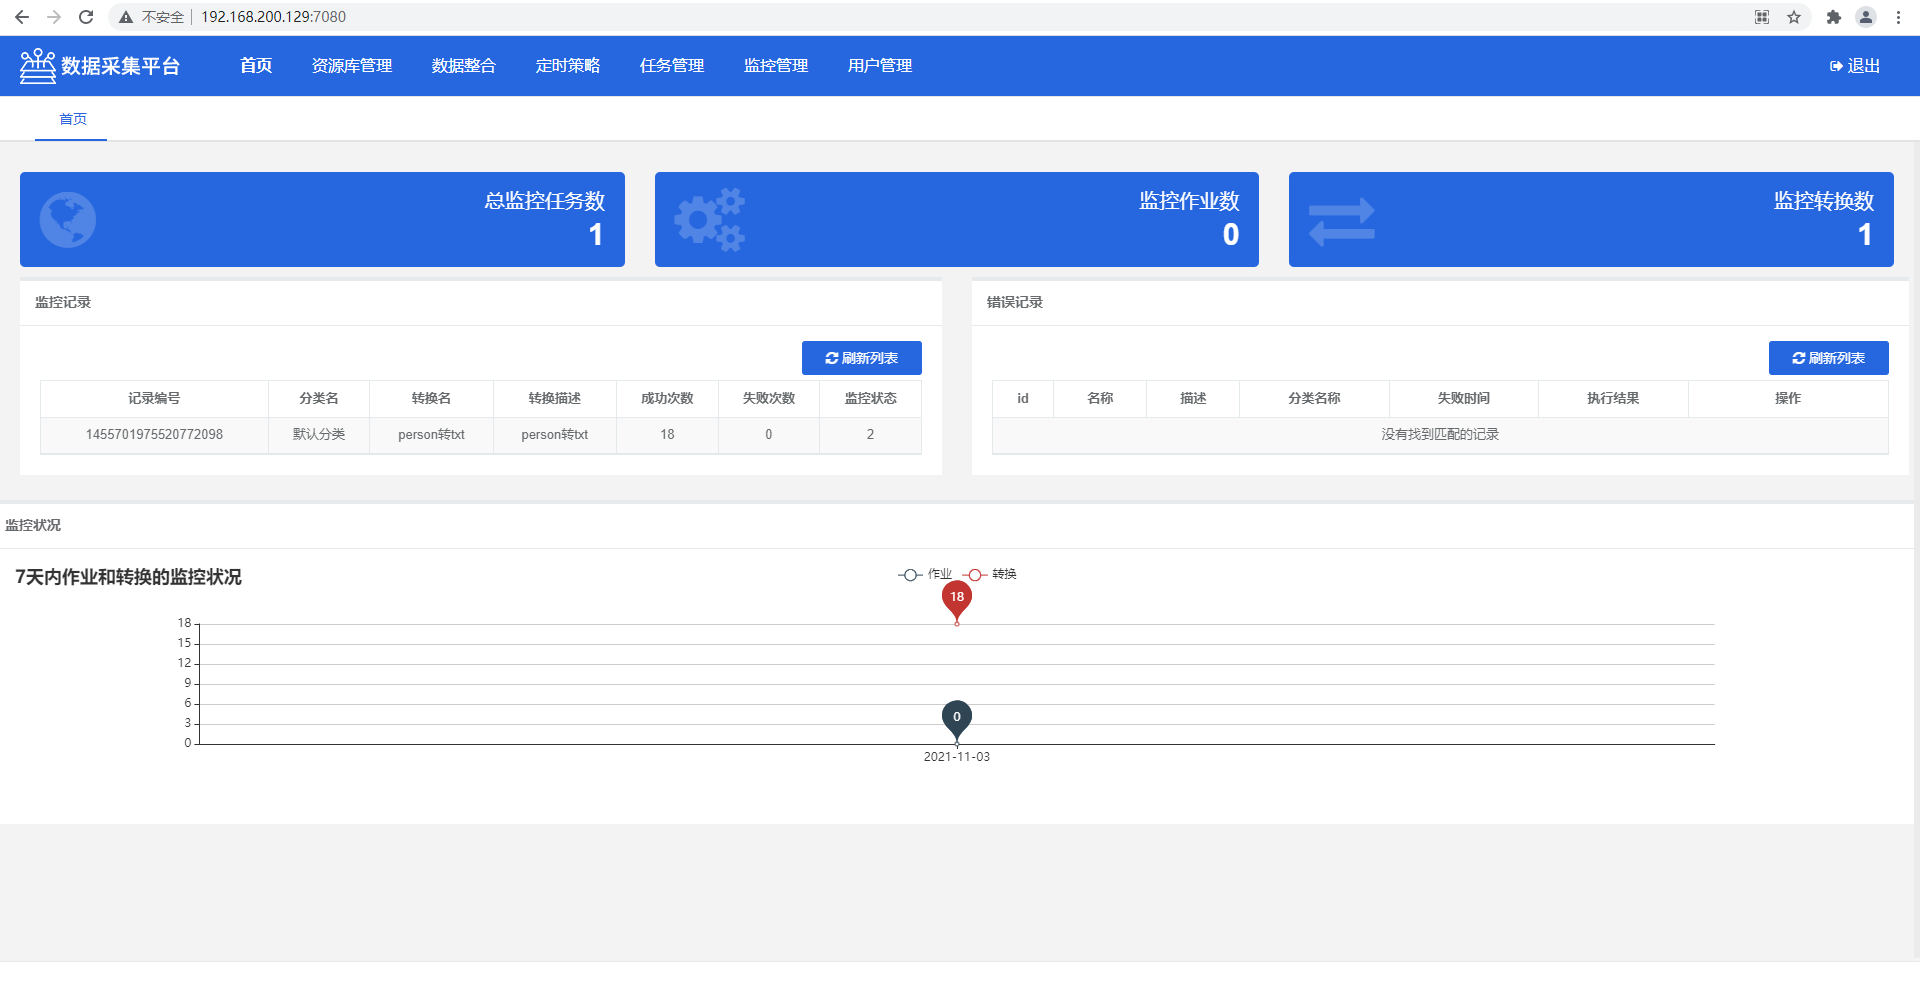 不安全 192.168.200.129:7080
数据采集平台 首页 资源库管理 数据整合 定时策略 任务管理 监控管理 用户管理 退出
首页
总监控任务数
1
监控作业数
0
监控转换数
1
监控记录
刷新列表
记录编号 分类名 转换名 转换描述 成功次数 失败次数 监控状态
1455701975520772098 默认分类 person转txt person转txt 18 0 2
错误记录
刷新列表
id 名称 描述 分类名称 失败时间 执行结果 操作
没有找到匹配的记录
监控状况
7天内作业和转换的监控状况
作业 转换
18
18
15
12
9
6
3
0
0
2021-11-03